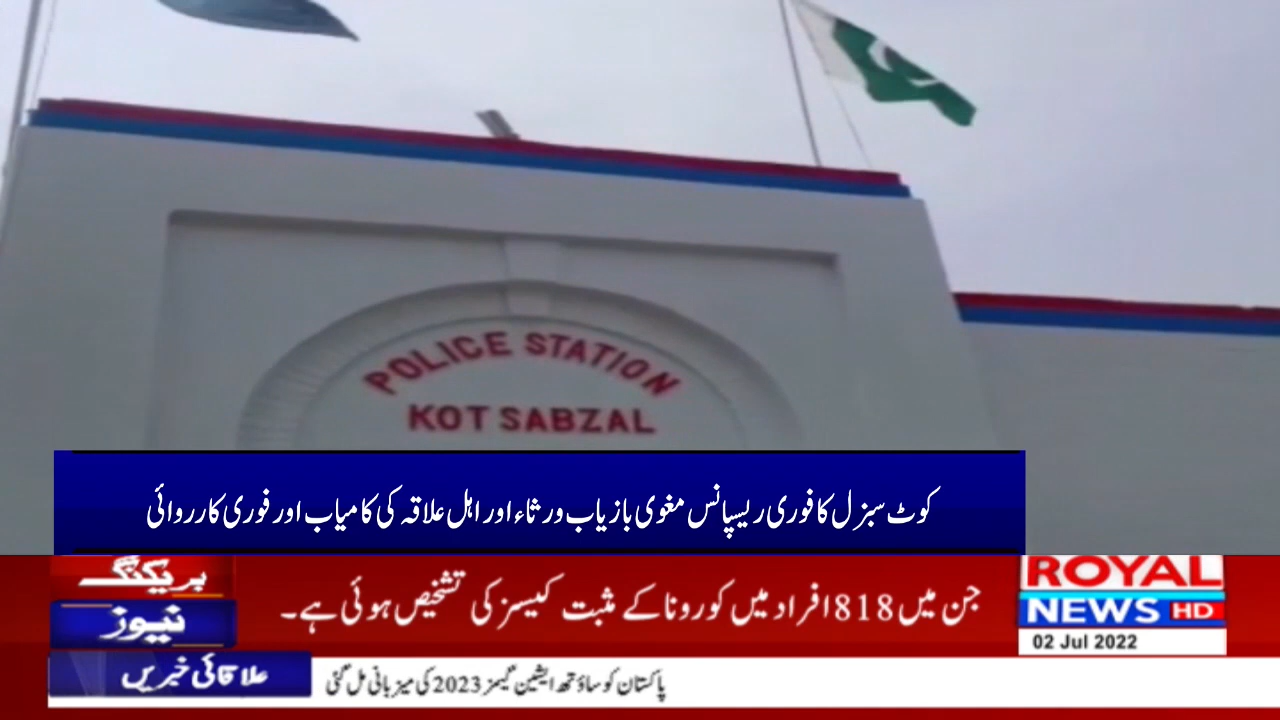 POLICE STATION
KOT SABZAL
کوٹ سبزل کا فوری ریسپانس مغوی بازیاب ورثاء اور اہل علاقہ کی کامیاب اور فوری کارروائی
بریکنگ
نیوز
جن میں 818 افراد میں کورونا کے مثبت کیسز کی تشخیص ہوئی ہے۔
ROYAL
NEWS HD
02 Jul 2022
علاقائی خبریں
پاکستان کو ساؤتھ ایشین گیمز 2023 کی میزبانی مل گئی